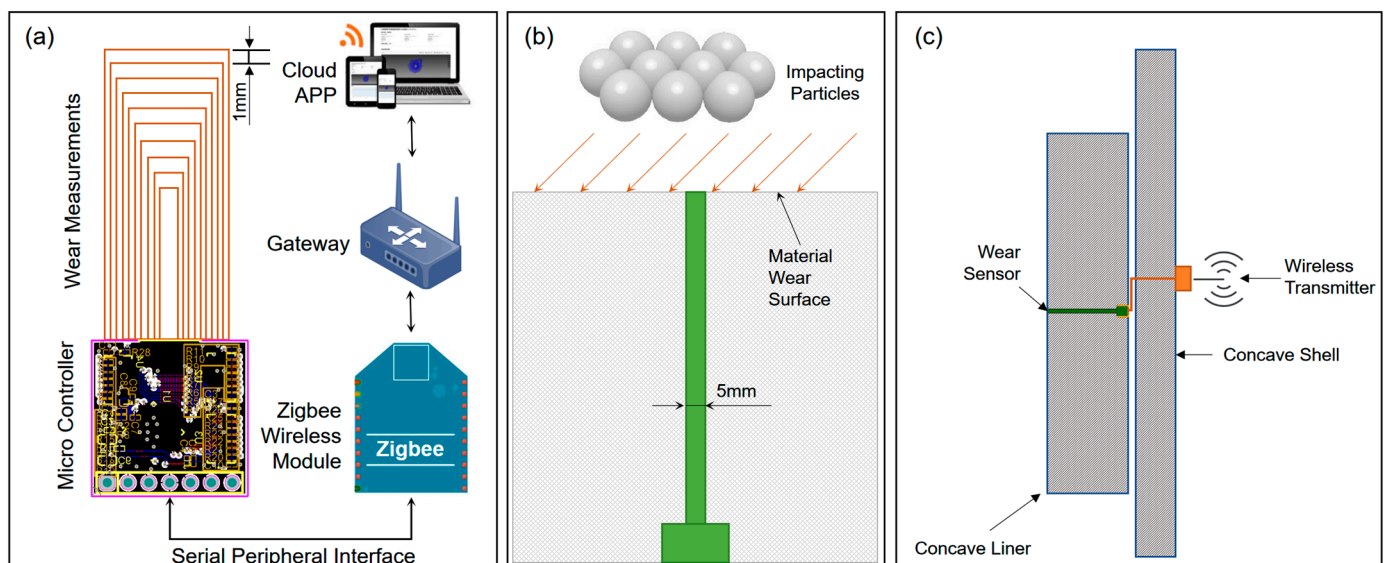 (a)
Cloud
APP
1mm
Wear Measurements
Gateway
Micro Controller
Zigbee
Wireless
Module
Zigbee
Serial Peripheral Interface
(b)
Impacting
Particles
Material
Wear
Surface
5mm
(c)
Wear
Sensor
Wireless
Transmitter
Concave Shell
Concave Liner